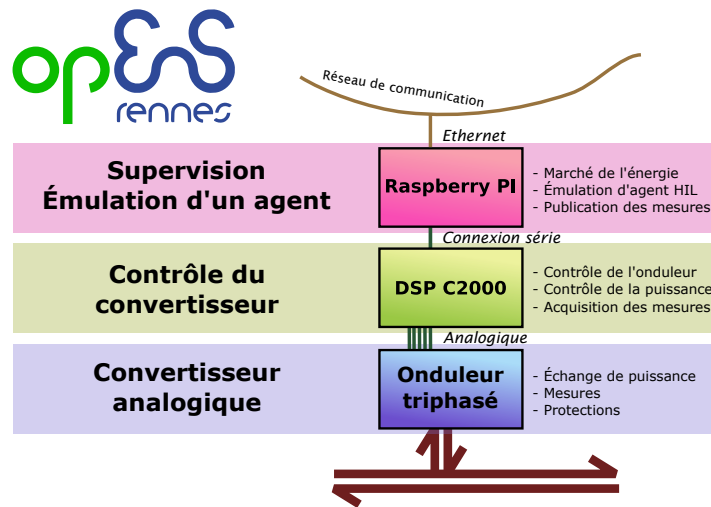 opENS
rennes
Réseau de communication
Ethernet
Supervision
Émulation d'un agent
Raspberry PI
- Marché de l'énergie
- Émulation d'agent HIL
- Publication des mesures
Connexion série
Contrôle du
convertisseur
DSP C2000
- Contrôle de l'onduleur
- Contrôle de la puissance
- Acquisition des mesures
Analogique
Convertisseur
analogique
Onduleur
triphasé
- Échange de puissance
- Mesures
- Protections